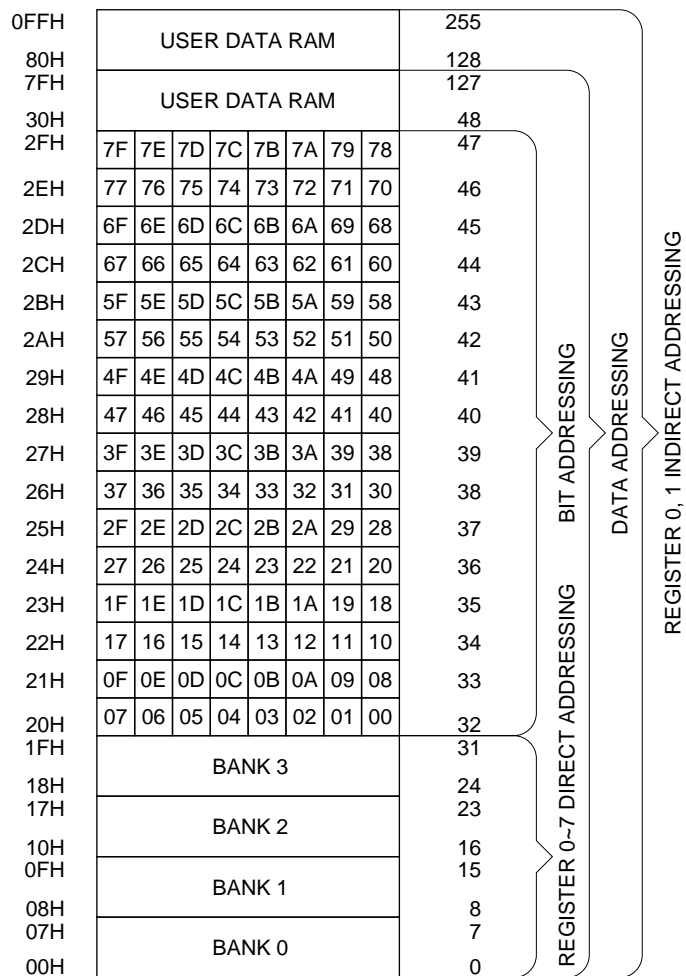 0FFH 255
USER DATA RAM
80H 128
7FH 127
USER DATA RAM
30H 48
2FH 7F 7E 7D 7C 7B 7A 79 78 47
2EH 77 76 75 74 73 72 71 70 46
2DH 6F 6E 6D 6C 6B 6A 69 68 45
2CH 67 66 65 64 63 62 61 60 44
2BH 5F 5E 5D 5C 5B 5A 59 58 43
2AH 57 56 55 54 53 52 51 50 42
29H 4F 4E 4D 4C 4B 4A 49 48 41
28H 47 46 45 44 43 42 41 40 40
27H 3F 3E 3D 3C 3B 3A 39 38 39
26H 37 36 35 34 33 32 31 30 38
25H 2F 2E 2D 2C 2B 2A 29 28 37
24H 27 26 25 24 23 22 21 20 36
23H 1F 1E 1D 1C 1B 1A 19 18 35
22H 17 16 15 14 13 12 11 10 34
21H 0F 0E 0D 0C 0B 0A 09 08 33
20H 07 06 05 04 03 02 01 00 32
1FH 31
BANK 3
18H 24
17H 23
BANK 2
10H 16
0FH 15
BANK 1
08H 8
07H 7
BANK 0
00H 0
BIT ADDRESSING
REGISTER 0~7 DIRECT ADDRESSING
DATA ADDRESSING
REGISTER 0, 1 INDIRECT ADDRESSING